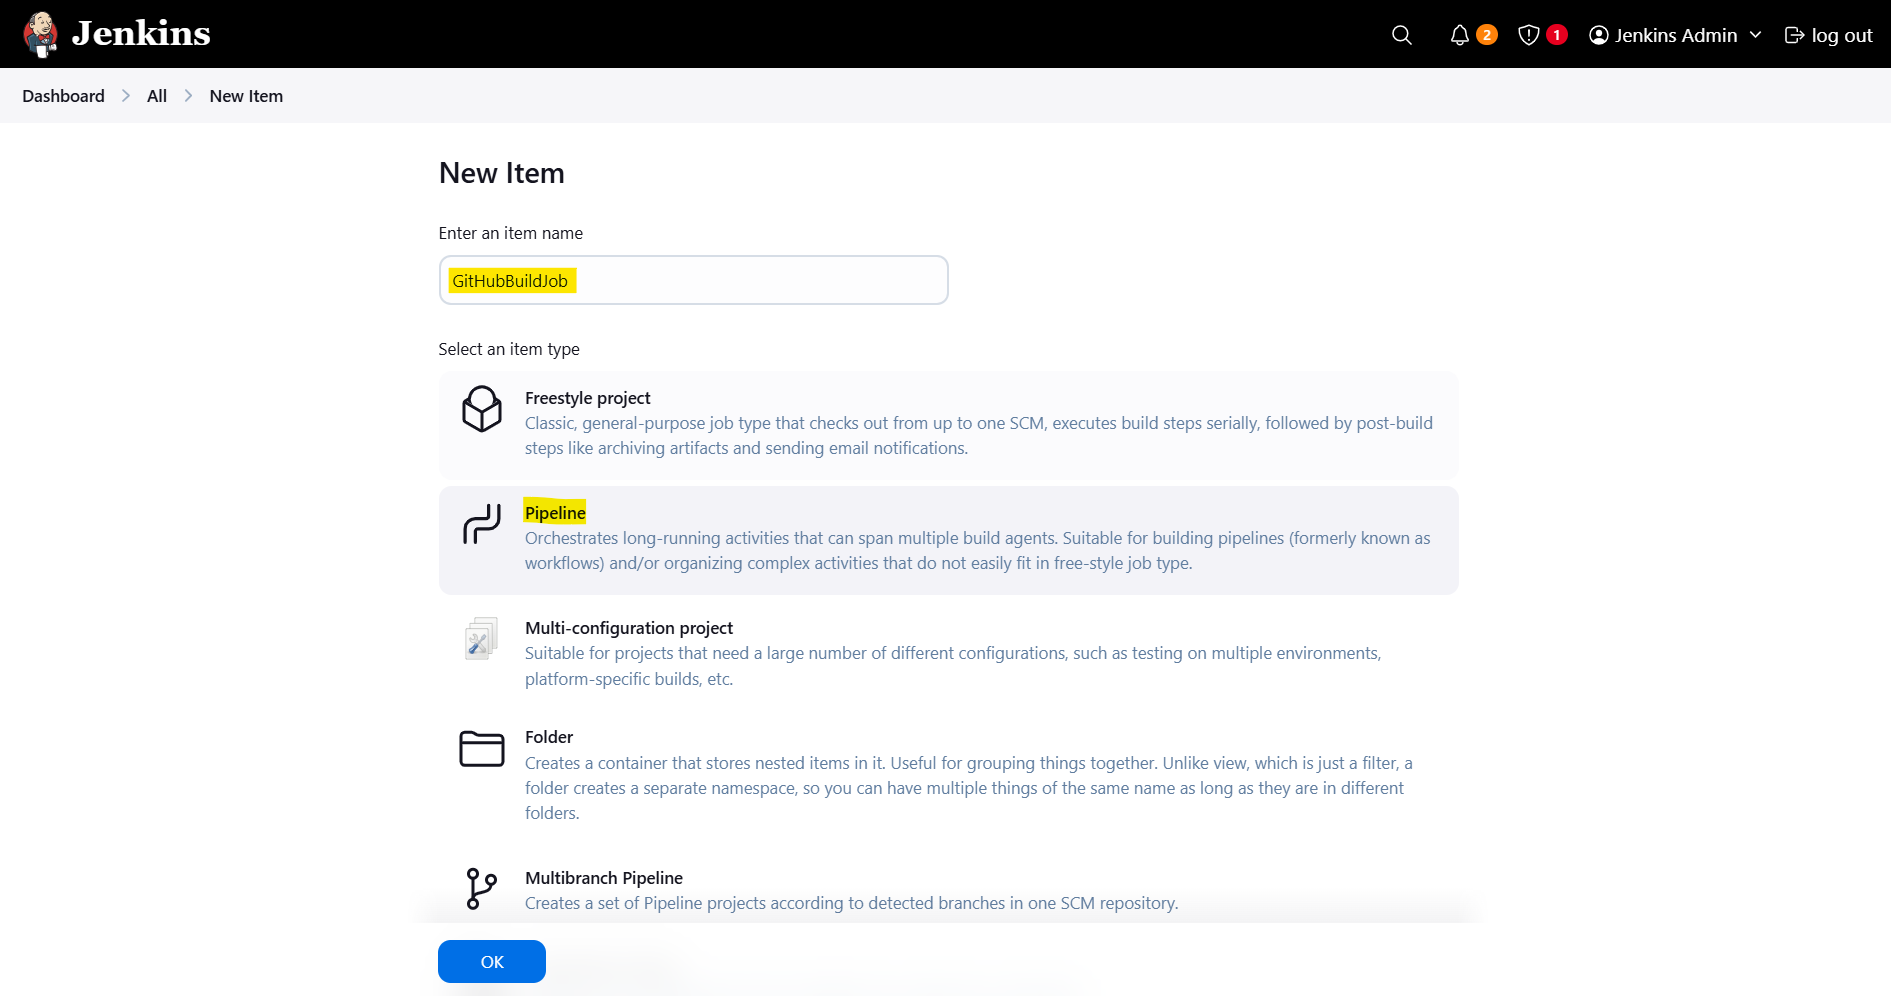 Jenkins
2
1
Jenkins Admin
log out
Dashboard
All
New Item
New Item
Enter an item name
GitHubBuildJob
Select an item type
Freestyle project
Classic, general-purpose job type that checks out from up to one SCM, executes build steps serially, followed by post-build
steps like archiving artifacts and sending email notifications.
Pipeline
Orchestrates long-running activities that can span multiple build agents. Suitable for building pipelines (formerly known as
workflows) and/or organizing complex activities that do not easily fit in free-style job type.
Multi-configuration project
Suitable for projects that need a large number of different configurations, such as testing on multiple environments,
platform-specific builds, etc.
Folder
Creates a container that stores nested items in it. Useful for grouping things together. Unlike view, which is just a filter, a
folder creates a separate namespace, so you can have multiple things of the same name as long as they are in different
folders.
Multibranch Pipeline
Creates a set of Pipeline projects according to detected branches in one SCM repository.
OK